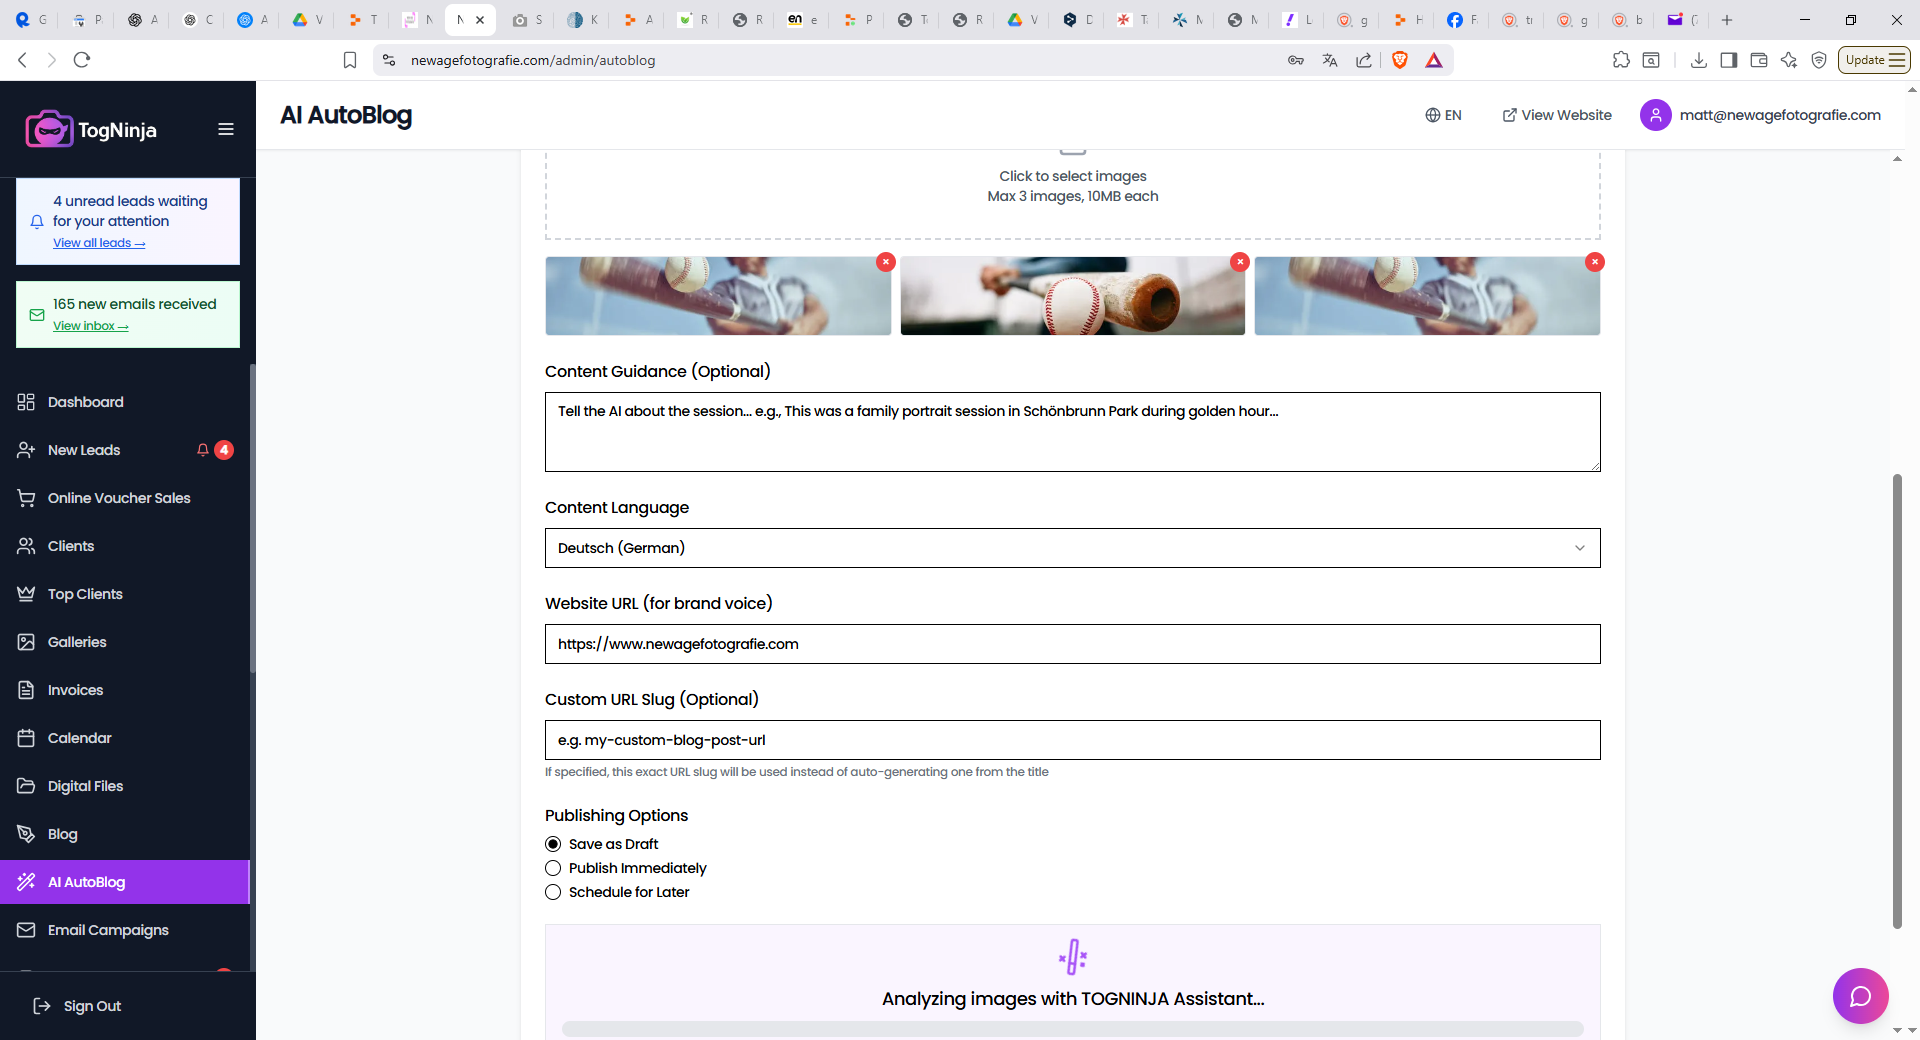 newagefotografie.com/admin/autoblog
Update
TogNinja
4 unread leads waiting
for your attention
View all leads →
165 new emails received
View inbox →
Dashboard
New Leads
4
Online Voucher Sales
Clients
Top Clients
Galleries
Invoices
Calendar
Digital Files
Blog
AI AutoBlog
Email Campaigns
Sign Out
AI AutoBlog
EN
View Website
matt@newagefotografie.com
Click to select images
Max 3 images, 10MB each
Content Guidance (Optional)
Tell the AI about the session... e.g., This was a family portrait session in Schönbrunn Park during golden hour...
Content Language
Deutsch (German)
Website URL (for brand voice)
https://www.newagefotografie.com
Custom URL Slug (Optional)
e.g. my-custom-blog-post-url
If specified, this exact URL slug will be used instead of auto-generating one from the title
Publishing Options
Save as Draft
Publish Immediately
Schedule for Later
Analyzing images with TOGNINJA Assistant...